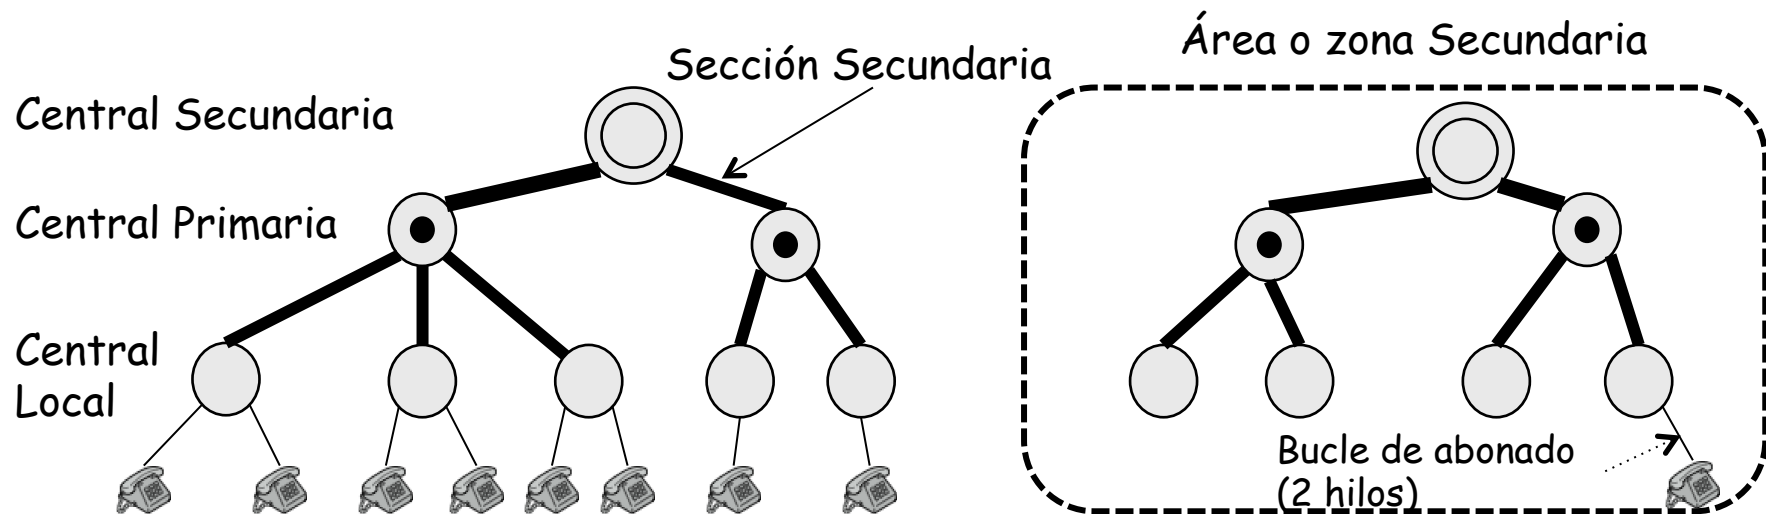 Área o zona Secundaria
Sección Secundaria
Central Secundaria
Central Primaria
Central
Local
Bucle de abonado
(2 hilos)